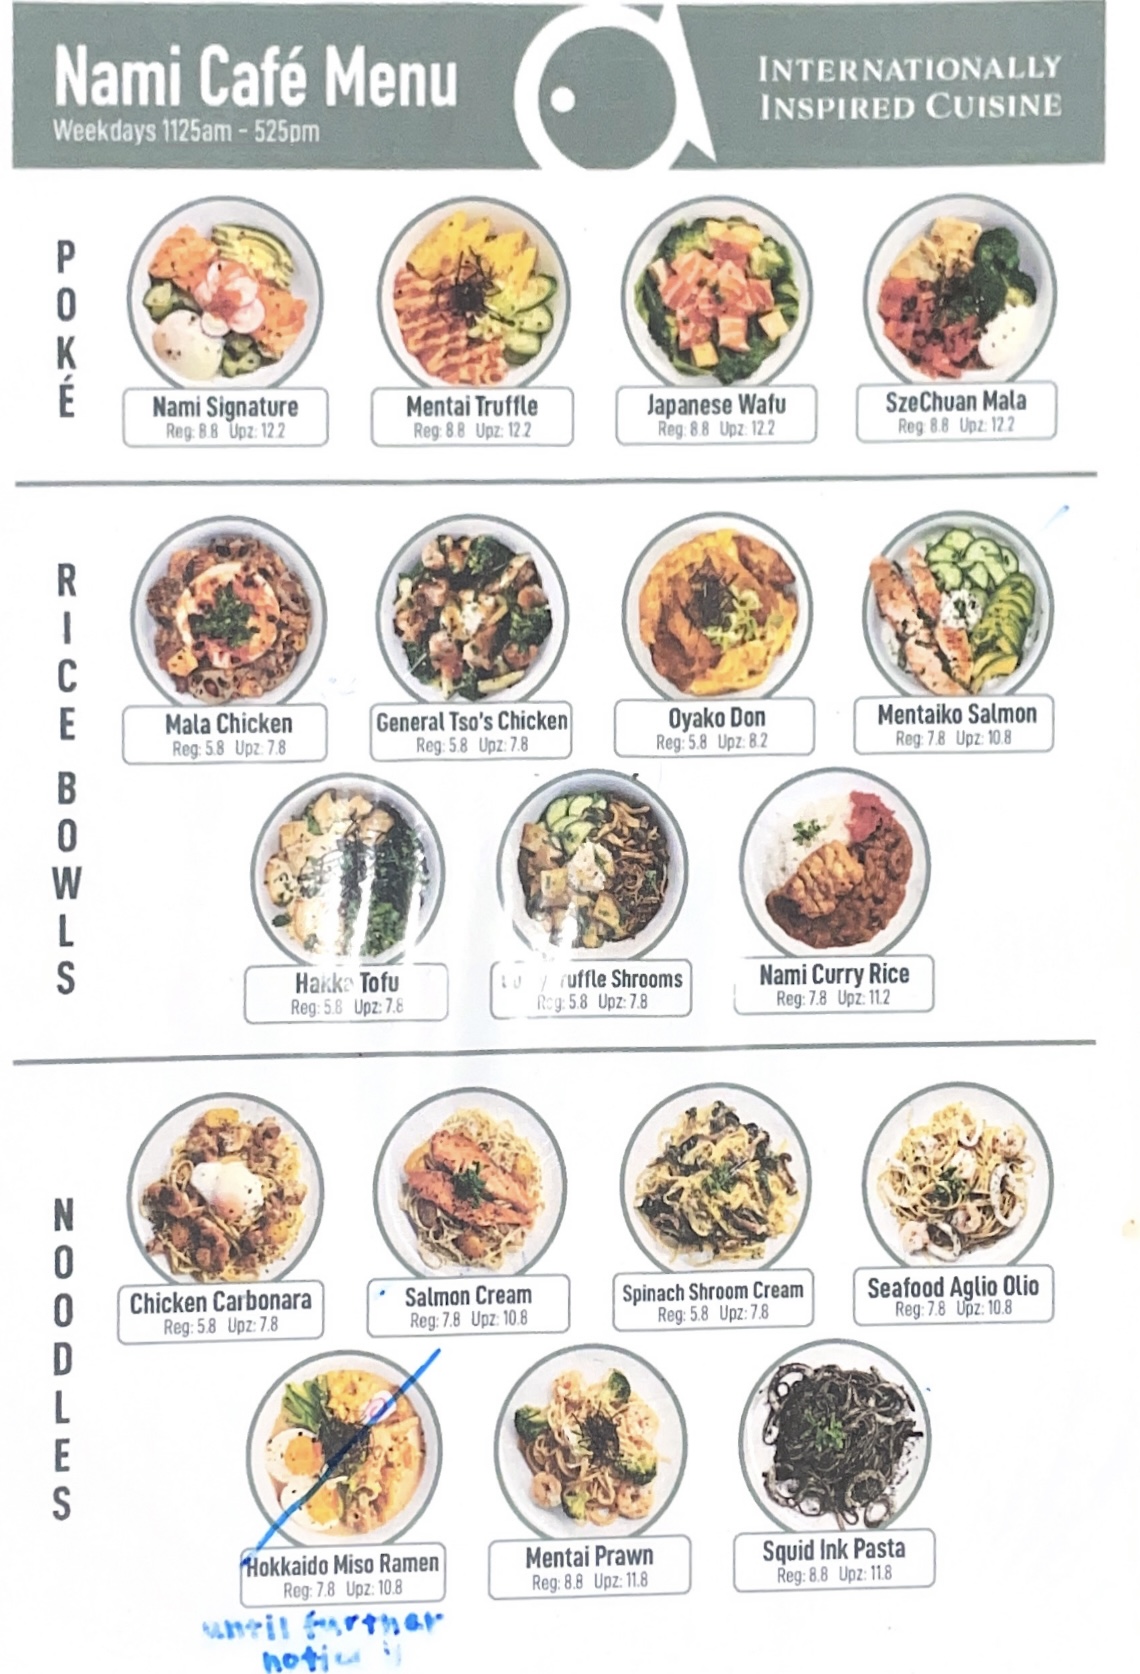 Nami Café Menu
Weekdays 1125am - 525pm
INTERNATIONALLY
INSPIRED CUISINE
POKÉ
Nami Signature
Reg: 8.8 Upz: 12.2
Mentai Truffle
Reg: 8.8 Upz: 12.2
Japanese Wafu
Reg: 8.8 Upz: 12.2
SzeChuan Mala
Reg: 8.8 Upz: 12.2
RICE BOWLS
Mala Chicken
Reg: 5.8 Upz: 7.8
General Tso's Chicken
Reg: 5.8 Upz: 7.8
Oyako Don
Reg: 5.8 Upz: 8.2
Mentaiko Salmon
Reg: 7.8 Upz: 10.8
Hakka Tofu
Reg: 5.8 Upz: 7.8
Shrooms
Reg: 5.8 Upz: 7.8
Nami Curry Rice
Reg: 7.8 Upz: 11.2
NOODLES
Chicken Carbonara
Reg: 5.8 Upz: 7.8
Salmon Cream
Reg: 7.8 Upz: 10.8
Spinach Shroom Cream
Reg: 5.8 Upz: 7.8
Seafood Aglio Olio
Reg: 7.8 Upz: 10.8
Hokkaido Miso Ramen
Reg: 7.8 Upz: 10.8
Mentai Prawn
Reg: 8.8 Upz: 11.8
Squid Ink Pasta
Reg: 8.8 Upz: 11.8
until further
notice